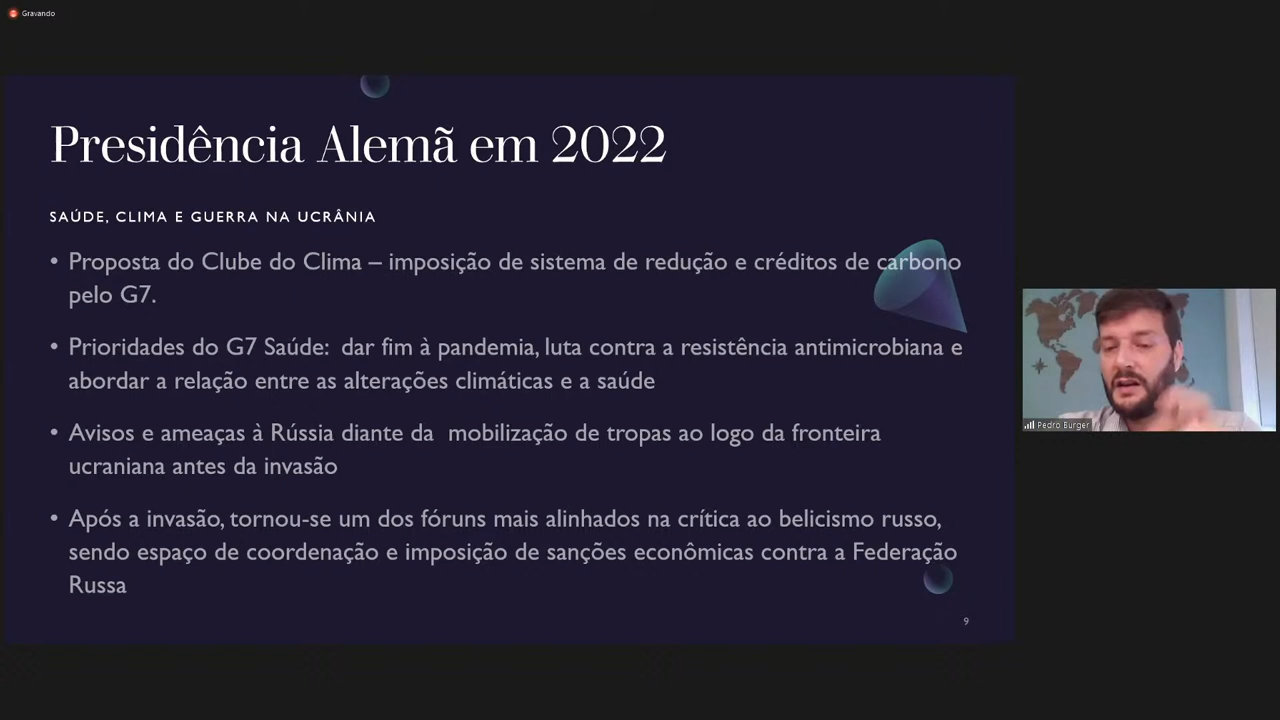 Gravando
Presidência Alemã em 2022
SAÚDE, CLIMA E GUERRA NA UCRÂNIA
• Proposta do Clube do Clima – imposição de sistema de redução e créditos de carbono
pelo G7.
• Prioridades do G7 Saúde: dar fim à pandemia, luta contra a resistência antimicrobiana e
abordar a relação entre as alterações climáticas e a saúde
• Avisos e ameaças à Rússia diante da mobilização de tropas ao logo da fronteira
ucraniana antes da invasão
• Após a invasão, tornou-se um dos fóruns mais alinhados na crítica ao belicismo russo,
sendo espaço de coordenação e imposição de sanções econômicas contra a Federação
Russa
9
Pedro Burger